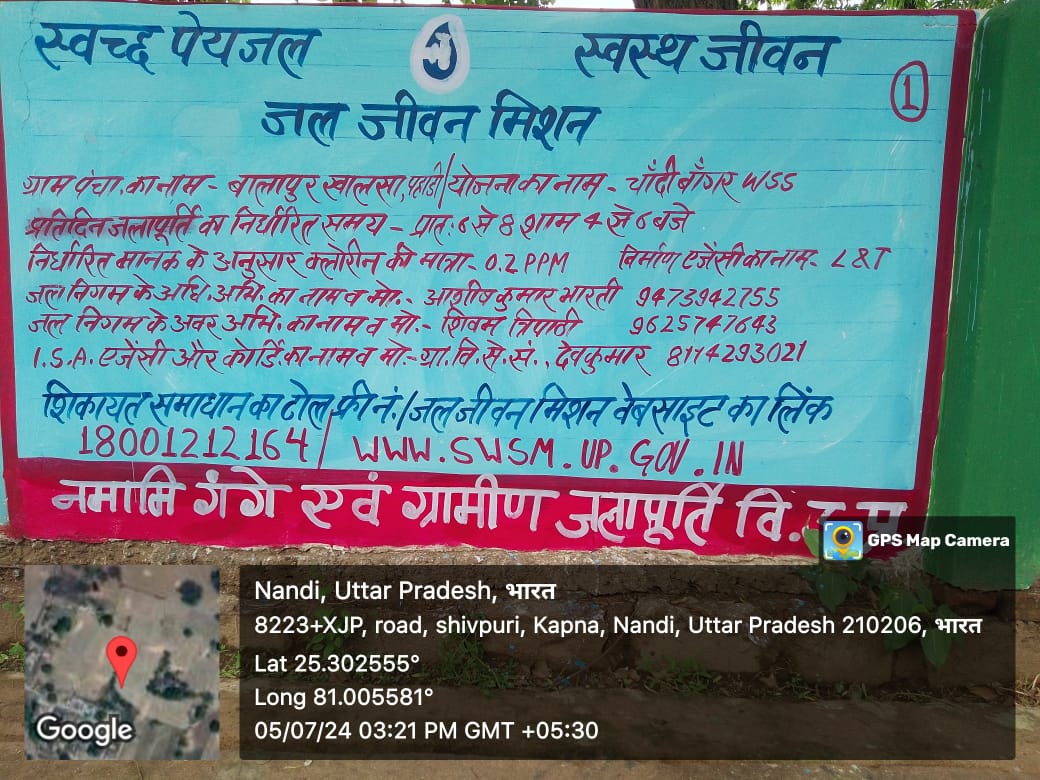 स्वच्छ पेयजल
स्वस्थ जीवन
1
जल जीवन मिशन
ग्राम पंचा. का नाम - बालापुर खालसा, पहाडी/योजना का नाम - चाँदी बाँगर WSS
प्रतिदिन जलापूर्ति का निर्धारित समय - प्रात: 6 से 8 शाम 4 से 6 बजे
निर्धारित मानक के अनुसार क्लोरीन की मात्रा - 0.2 PPM निर्माण एजेंसी का नाम - L&T
जल निगम के अधि. अभि. का नाम व मो. - आशीष कुमार भारती 9473942755
जल निगम के अवर अभि. का नाम व मो. - शिवम त्रिपाठी 9625747643
I.S.A. एजेंसी और कोर्डि. का नाम व मो. - ग्रा. वि. से. सं., देवकुमार 8174293021
शिकायत समाधान का टोल फ्री नं./जल जीवन मिशन वेबसाइट का लिंक
18001212164/ WWW.SWSM.UP.GOV.IN
नमामि गंगे एवं ग्रामीण जलापूर्ति वि.
GPS Map Camera
Nandi, Uttar Pradesh, भारत
8223+XJP, road, shivpuri, Kapna, Nandi, Uttar Pradesh 210206, भारत
Lat 25.302555°
Long 81.005581°
05/07/24 03:21 PM GMT +05:30
Google